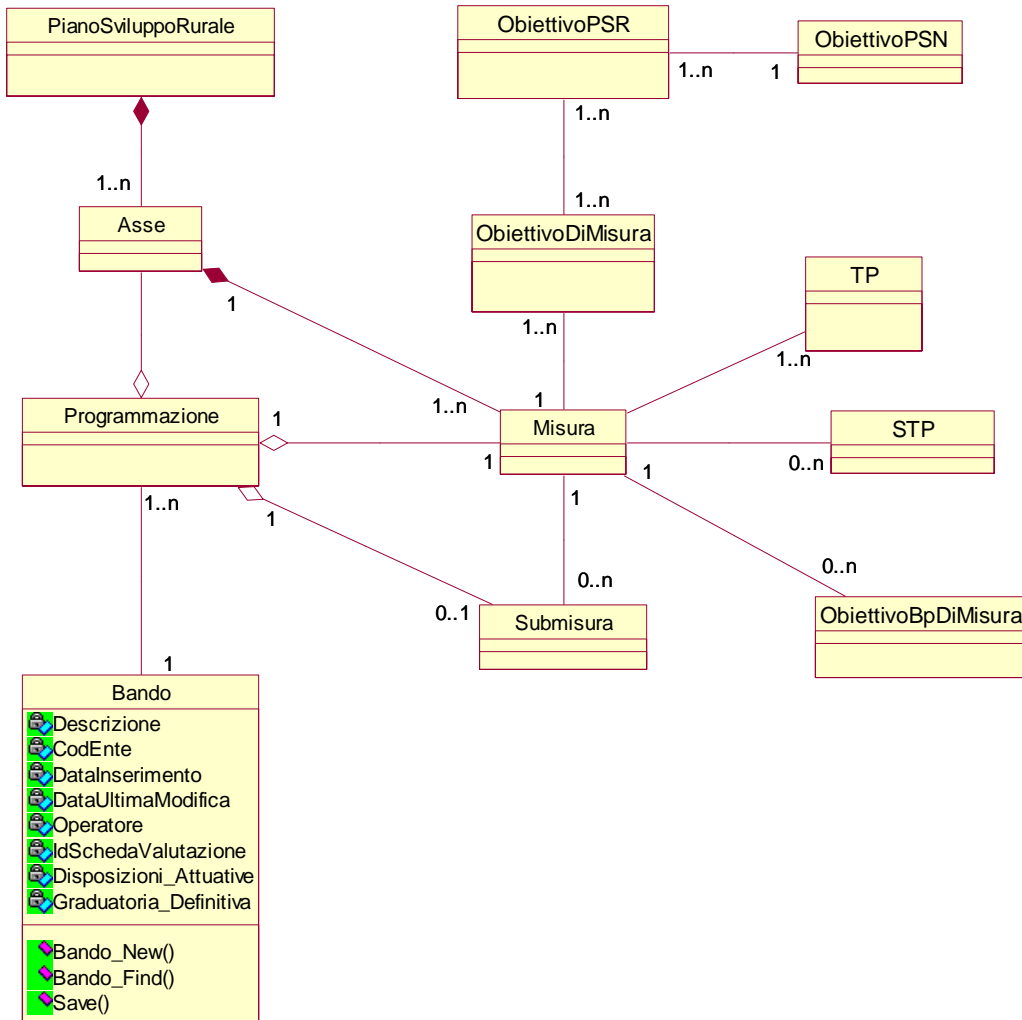 PianoSviluppoRurale
ObiettivoPSR
ObiettivoPSN
1..n
1
1..n
1..n
1..n
Asse
ObiettivoDiMisura
TP
1
1..n
1..n
1..n
1
Programmazione
1
Misura
STP
1
1
0..n
1..n
1
1
0..n
0..n
0..1
Submisura
ObiettivoBpDiMisura
1
Bando
Descrizione
CodEnte
DataInserimento
DataUltimaModifica
Operatore
IdSchedaValutazione
Disposizioni_Attuative
Graduatoria_Definitiva
Bando_New()
Bando_Find()
Save()